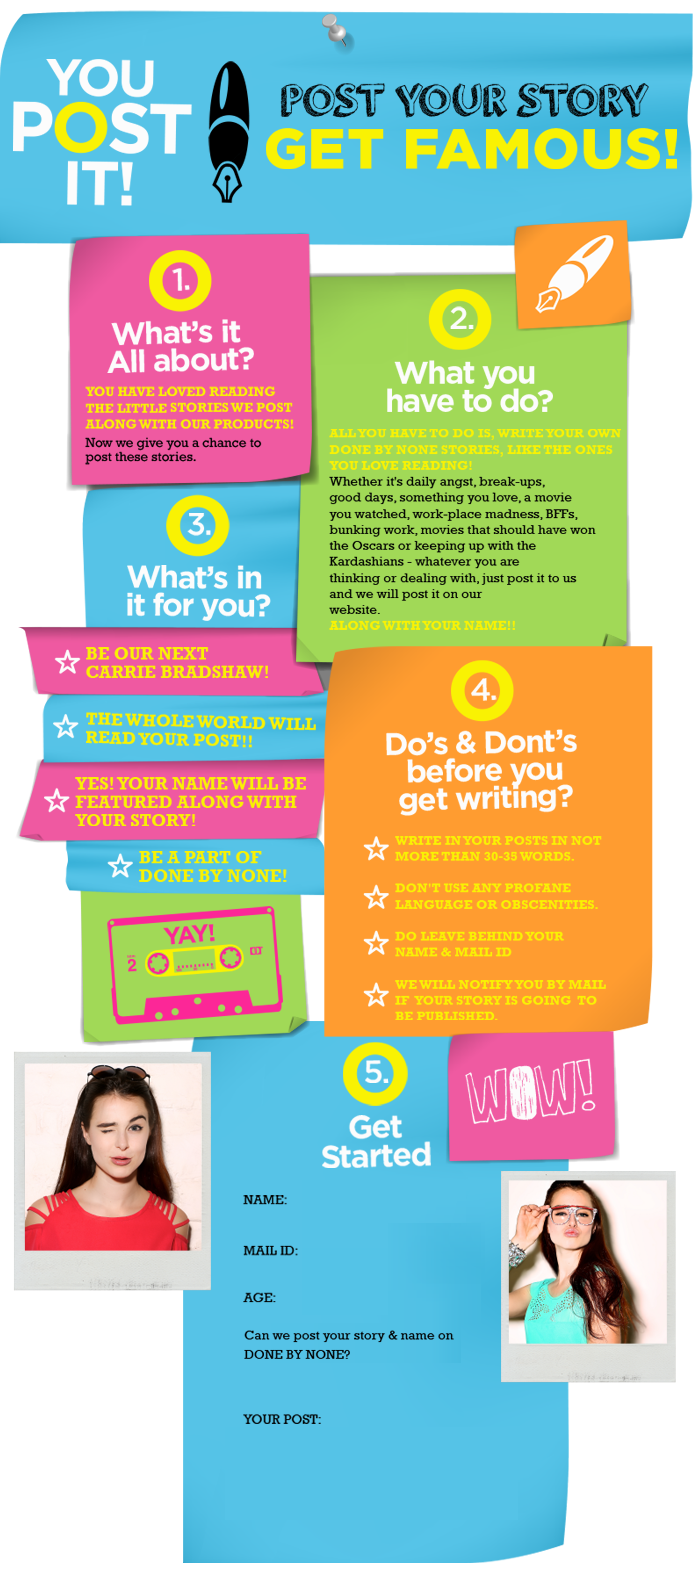 YOU
POST
IT!
POST YOUR STORY
GET FAMOUS!
1.
What's it
All about?
YOU HAVE LOVED READING
THE LITTLE STORIES WE POST
ALONG WITH OUR PRODUCTS!
Now we give you a chance to
post these stories.
2.
What you
have to do?
ALL YOU HAVE TO DO IS, WRITE YOUR OWN
DONE BY NONE STORIES, LIKE THE ONES
YOU LOVE READING!
Whether it's daily angst, break-ups,
good days, something you love, a movie
you watched, work-place madness, BFFs,
bunking work, movies that should have won
the Oscars or keeping up with the
Kardashians - whatever you are
thinking or dealing with, just post it to us
and we will post it on our
website.
ALONG WITH YOUR NAME!!
3.
What's in
it for you?
BE OUR NEXT
CARRIE BRADSHAW!
THE WHOLE WORLD WILL
READ YOUR POST!!
YES! YOUR NAME WILL BE
FEATURED ALONG WITH
YOUR STORY!
BE A PART OF
DONE BY NONE!
YAY!
2
4.
Do's & Dont's
before you
get writing?
WRITE IN YOUR POSTS IN NOT
MORE THAN 30-35 WORDS.
DON'T USE ANY PROFANE
LANGUAGE OR OBSCENITIES.
DO LEAVE BEHIND YOUR
NAME & MAIL ID
WE WILL NOTIFY YOU BY MAIL
IF YOUR STORY IS GOING TO
BE PUBLISHED.
5.
Get
Started
WOW!
NAME:
MAIL ID:
AGE:
Can we post your story & name on
DONE BY NONE?
YOUR POST: